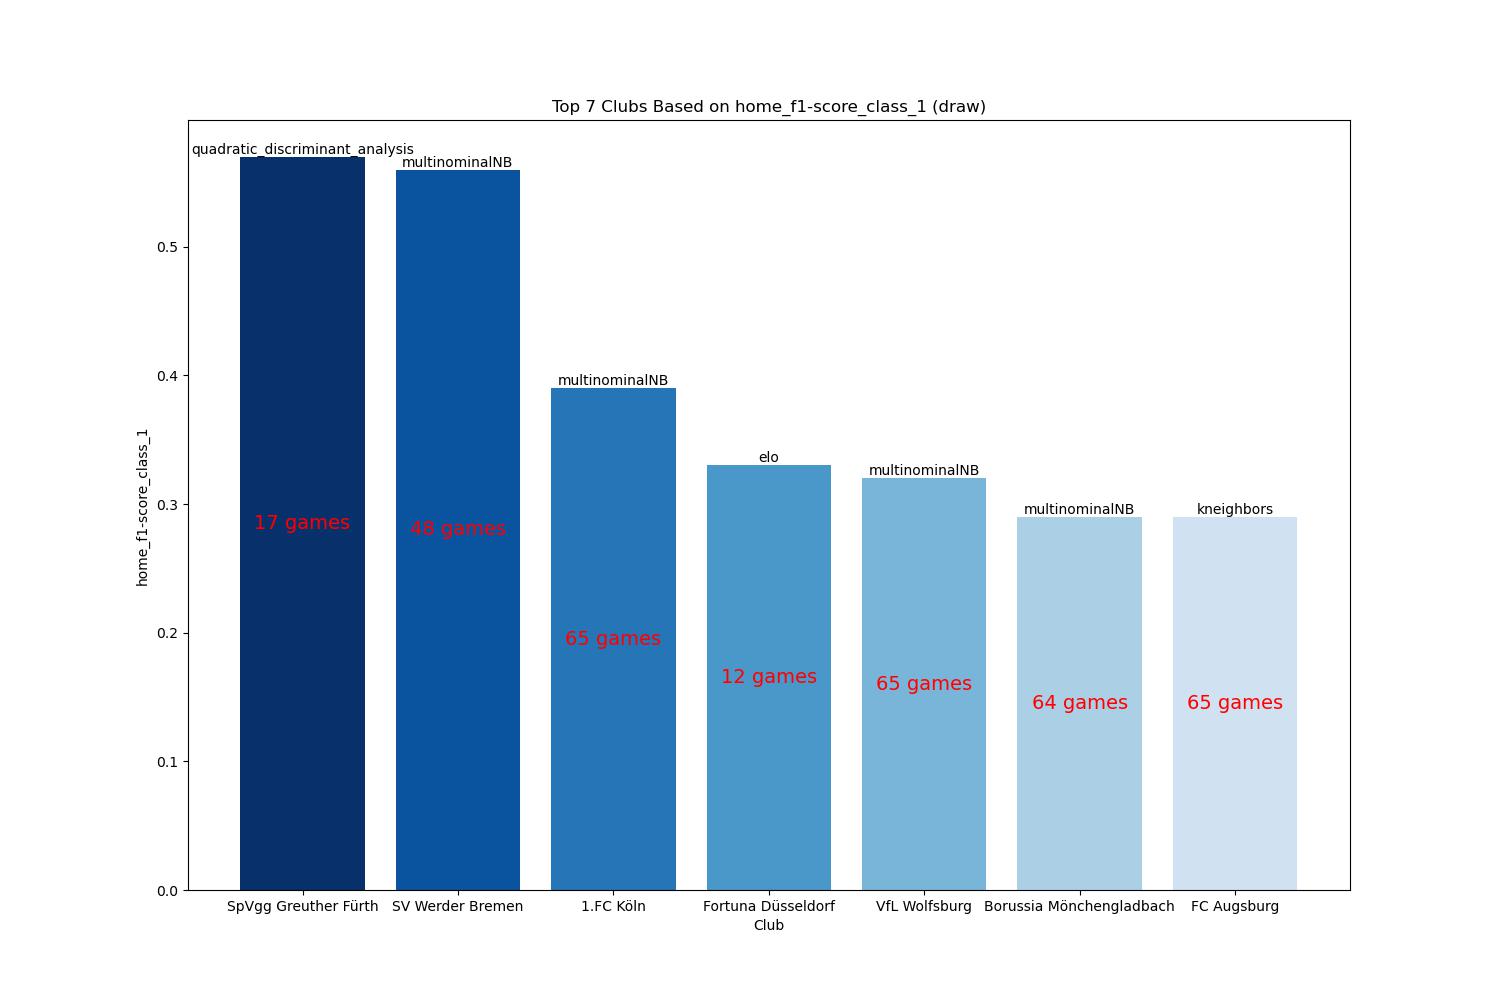 Top 7 Clubs Based on home_f1-score_class_1 (draw)
quadratic_discriminant_analysis
multinominalNB
multinominalNB
elo
multinominalNB
multinominalNB
kneighbors
17 games
48 games
65 games
12 games
65 games
64 games
65 games
home_f1-score_class_1
0.5
0.4
0.3
0.2
0.1
0.0
SpVgg Greuther Fürth
SV Werder Bremen
1.FC Köln
Fortuna Düsseldorf
VfL Wolfsburg
Borussia Mönchengladbach
FC Augsburg
Club